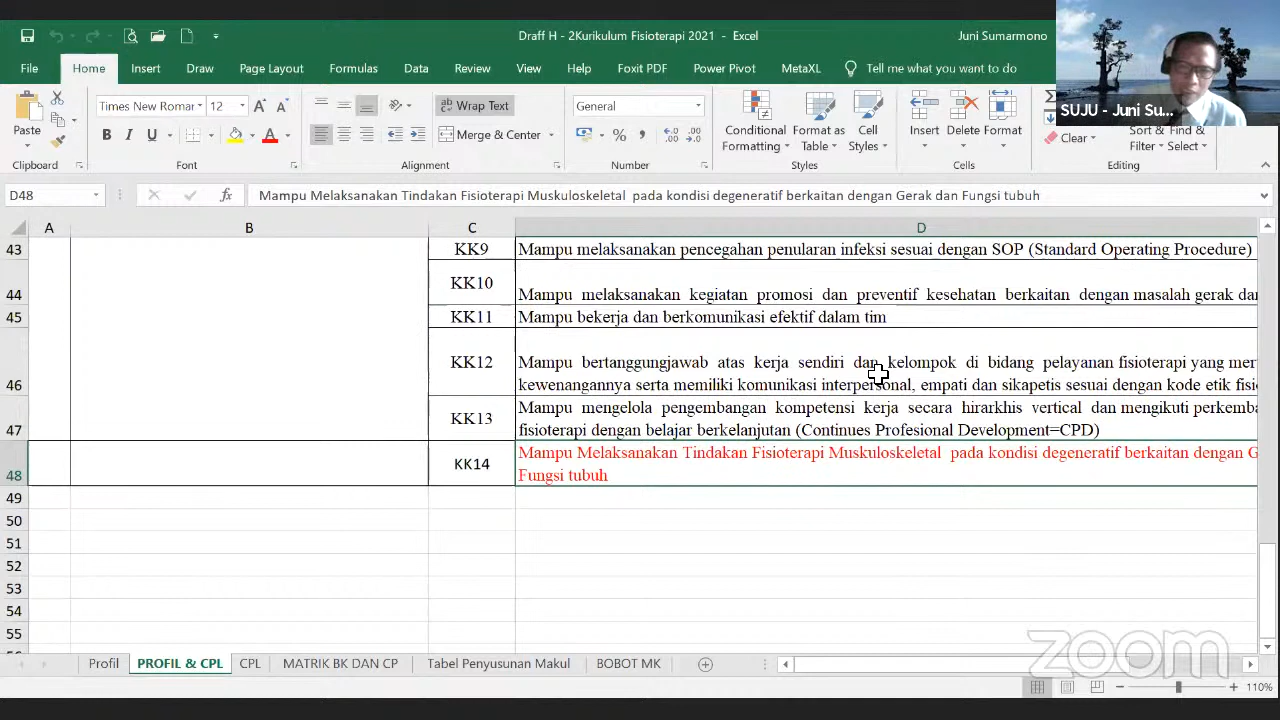 Draff H - 2Kurikulum Fisioterapi 2021 - Excel
Juni Sumarmono
File Home Insert Draw Page Layout Formulas Data Review View Help Foxit PDF Power Pivot MetaXL Tell me what you want to do
SUJU - Juni Su...
Times New Romar 12 A A
Wrap Text
General
Paste
B I U
Merge & Center
% ,
Conditional Formatting
Format as Table
Cell Styles
Insert Delete Format
Clear
Sort & Filter
Find & Select
Clipboard Font Alignment Number Styles Cells Editing
D48
fx
Mampu Melaksanakan Tindakan Fisioterapi Muskuloskeletal pada kondisi degeneratif berkaitan dengan Gerak dan Fungsi tubuh
A B C D
43 KK9 Mampu melaksanakan pencegahan penularan infeksi sesuai dengan SOP (Standard Operating Procedure)
44 KK10 Mampu melaksanakan kegiatan promosi dan preventif kesehatan berkaitan dengan masalah gerak dan
45 KK11 Mampu bekerja dan berkomunikasi efektif dalam tim
46 KK12 Mampu bertanggungjawab atas kerja sendiri dan kelompok di bidang pelayanan fisioterapi yang
kewenangannya serta memiliki komunikasi interpersonal, empati dan sikapetis sesuai dengan kode etik
47 KK13 Mampu mengelola pengembangan kompetensi kerja secara hirarkhis vertical dan mengikuti
fisioterapi dengan belajar berkelanjutan (Continues Profesional Development=CPD)
48 KK14 Mampu Melaksanakan Tindakan Fisioterapi Muskuloskeletal pada kondisi degeneratif berkaitan dengan G
Fungsi tubuh
49
50
51
52
53
54
55
zoom
Profil PROFIL & CPL CPL MATRIK BK DAN CP Tabel Penyusunan Makul BOBOT MK
110%